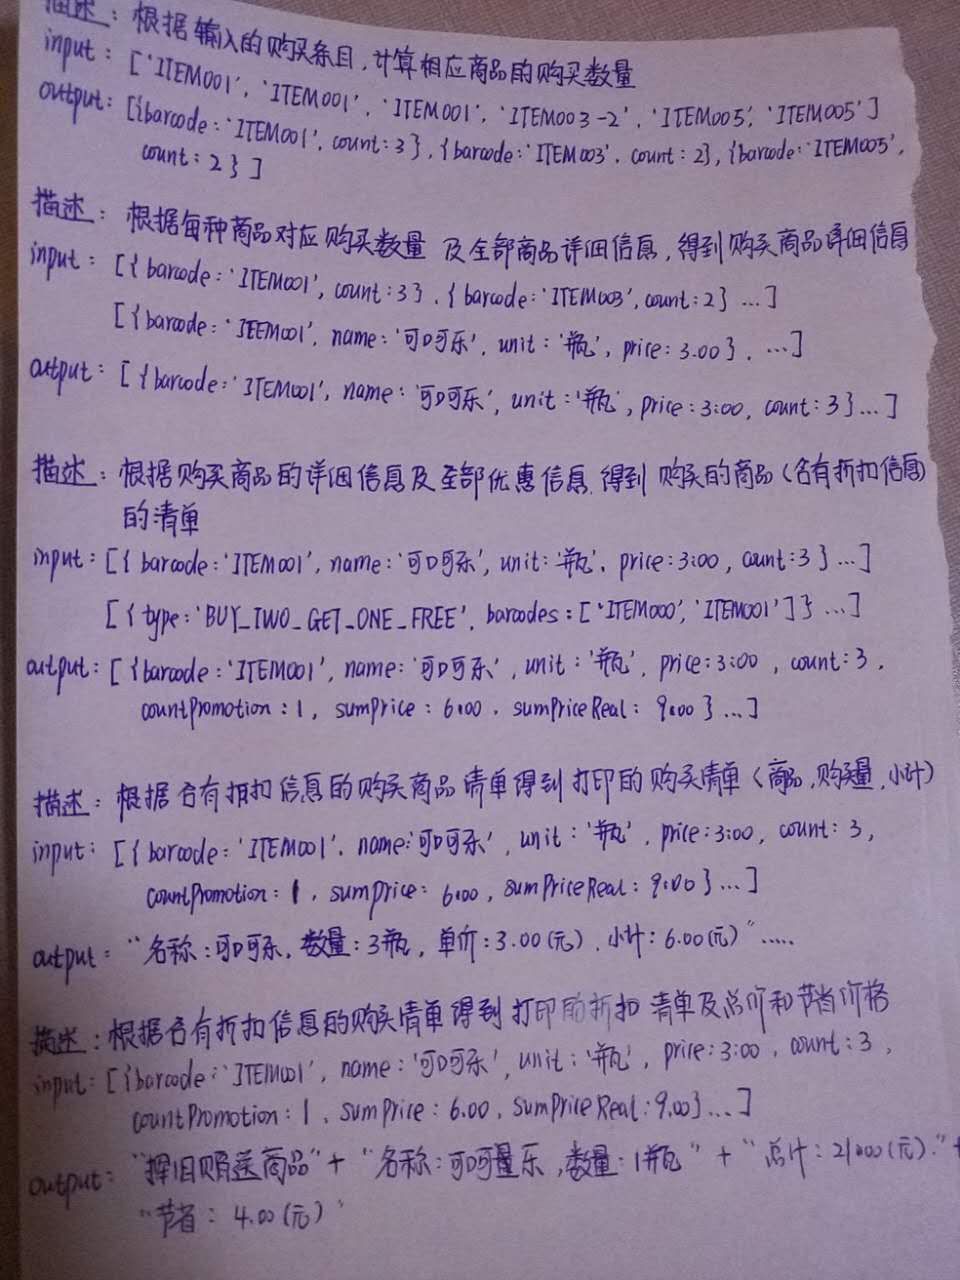 描述：根据输入的购买条目,计算相应商品的购买数量
input: ['ITEM001', 'ITEM001', 'ITEM001', 'ITEM003-2', 'ITEM005', 'ITEM005']
output: [{barcode:'ITEM001', count:3}, {barcode:'ITEM003', count:2}, {barcode:'ITEM005',
count:2}]
描述：根据每种商品对应购买数量 及全部商品详细信息,得到购买商品详细信息
input: [{barcode:'ITEM001', count:3}, {barcode:'ITEM003', count:2} ...]
[{barcode:'IEEM001', name:'可口可乐', unit:'瓶', price:3.00}, ...]
output: [{barcode:'ITEM001', name:'可口可乐', unit:'瓶', price:3:00, count:3}...]
描述：根据购买商品的详细信息及全部优惠信息,得到 购买的商品(含有折扣信息)
的清单
input: [{barcode:'ITEM001', name:'可口可乐', unit:'瓶', price:3:00, count:3}...]
[{type:'BUY_TWO_GET_ONE_FREE', barcodes:['ITEM000', 'ITEM001']} ...]
output: [{barcode:'ITEM001', name:'可口可乐', unit:'瓶', price:3:00, count:3,
countPromotion:1, sumPrice:6.00, sumPriceReal:9.00}...]
描述：根据含有折扣信息的购买商品清单得到打印的购买清单(商品,购买量,小计)
input: [{barcode:'ITEM001', name:'可口可乐', unit:'瓶', price:3:00, count:3,
countPromotion:1, sumPrice:6.00, sumPriceReal:9.00}...]
output: "名称:可口可乐, 数量:3瓶, 单价:3.00(元), 小计:6.00(元)".....
描述：根据含有折扣信息的购买清单得到打印的折扣 清单及总价和节省价格
input: [{barcode:'ITEM001', name:'可口可乐', unit:'瓶', price:3:00, count:3,
countPromotion:1, sumPrice:6.00, sumPriceReal:9.00}...]
output: "挥泪赠送商品" + "名称:可口可乐,数量:1瓶" + "总计:21.00(元)." +
"节省:4.00(元)"